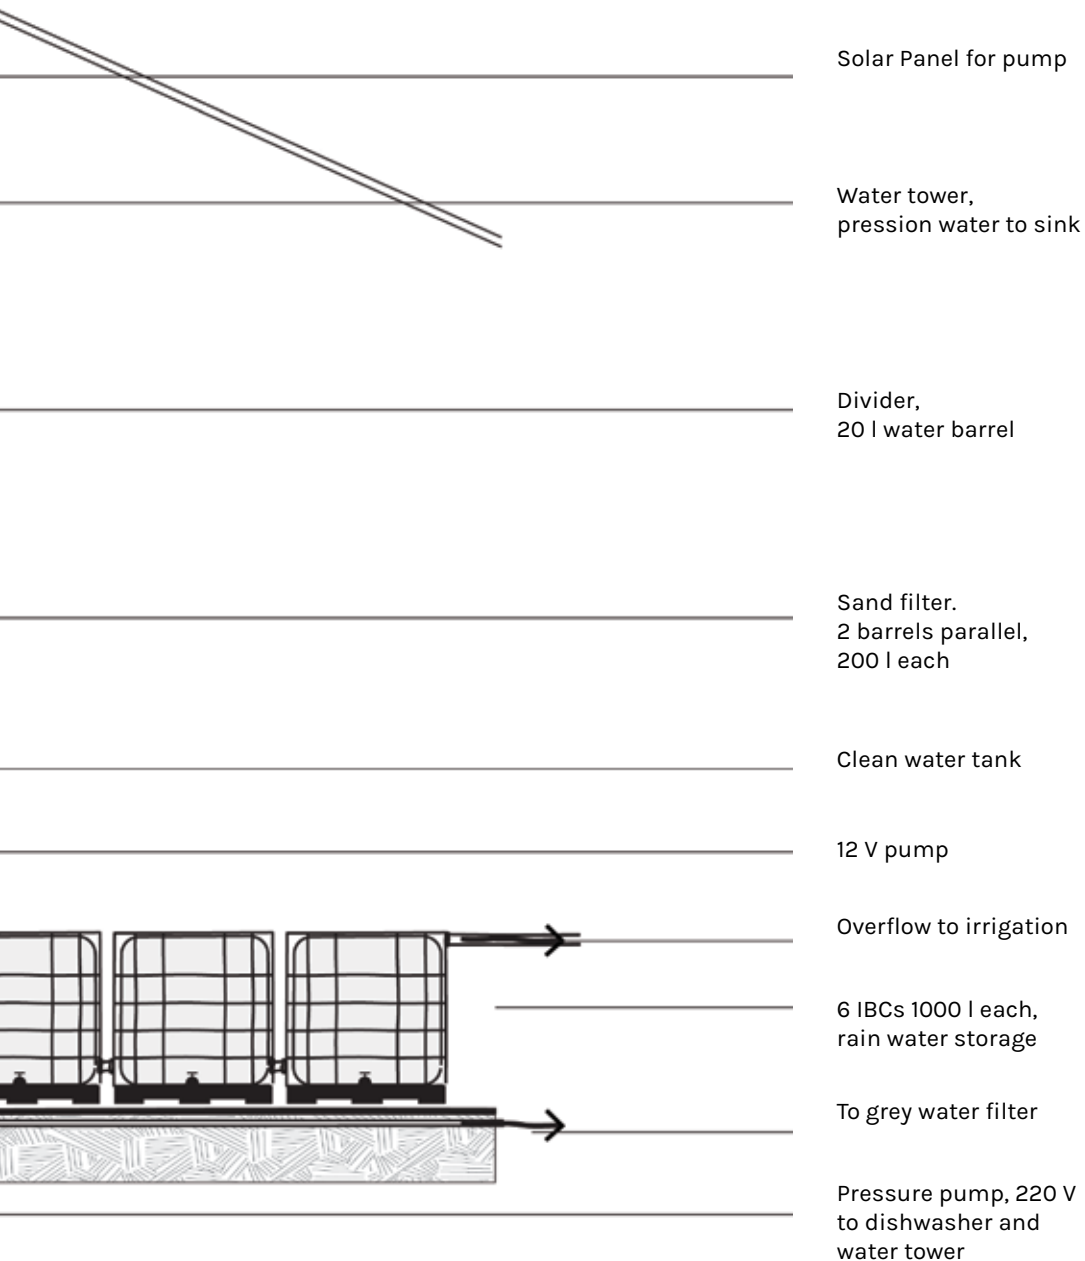 Solar Panel for pump
Water tower,
pression water to sink
Divider,
20 l water barrel
Sand filter.
2 barrels parallel,
200 l each
Clean water tank
12 V pump
Overflow to irrigation
6 IBCs 1000 l each,
rain water storage
To grey water filter
Pressure pump, 220 V
to dishwasher and
water tower